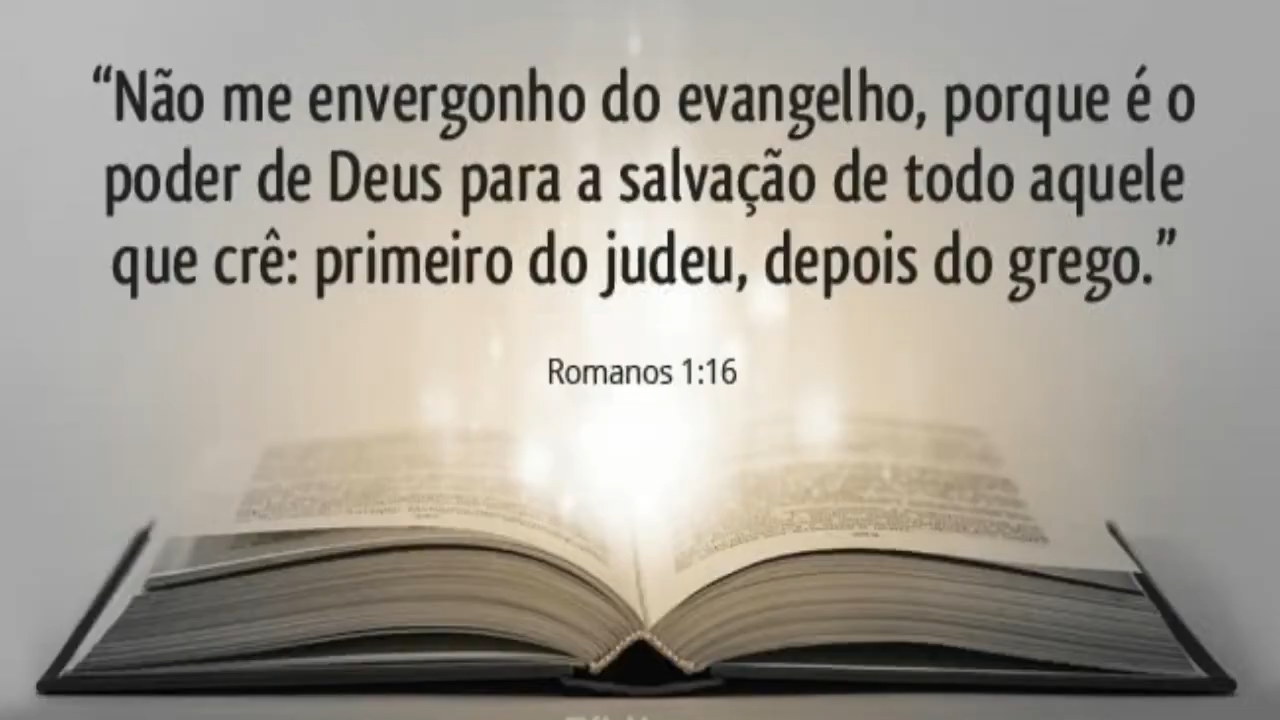 “Não me envergonho do evangelho, porque é o
poder de Deus para a salvação de todo aquele
que crê: primeiro do judeu, depois do grego.”
Romanos 1:16